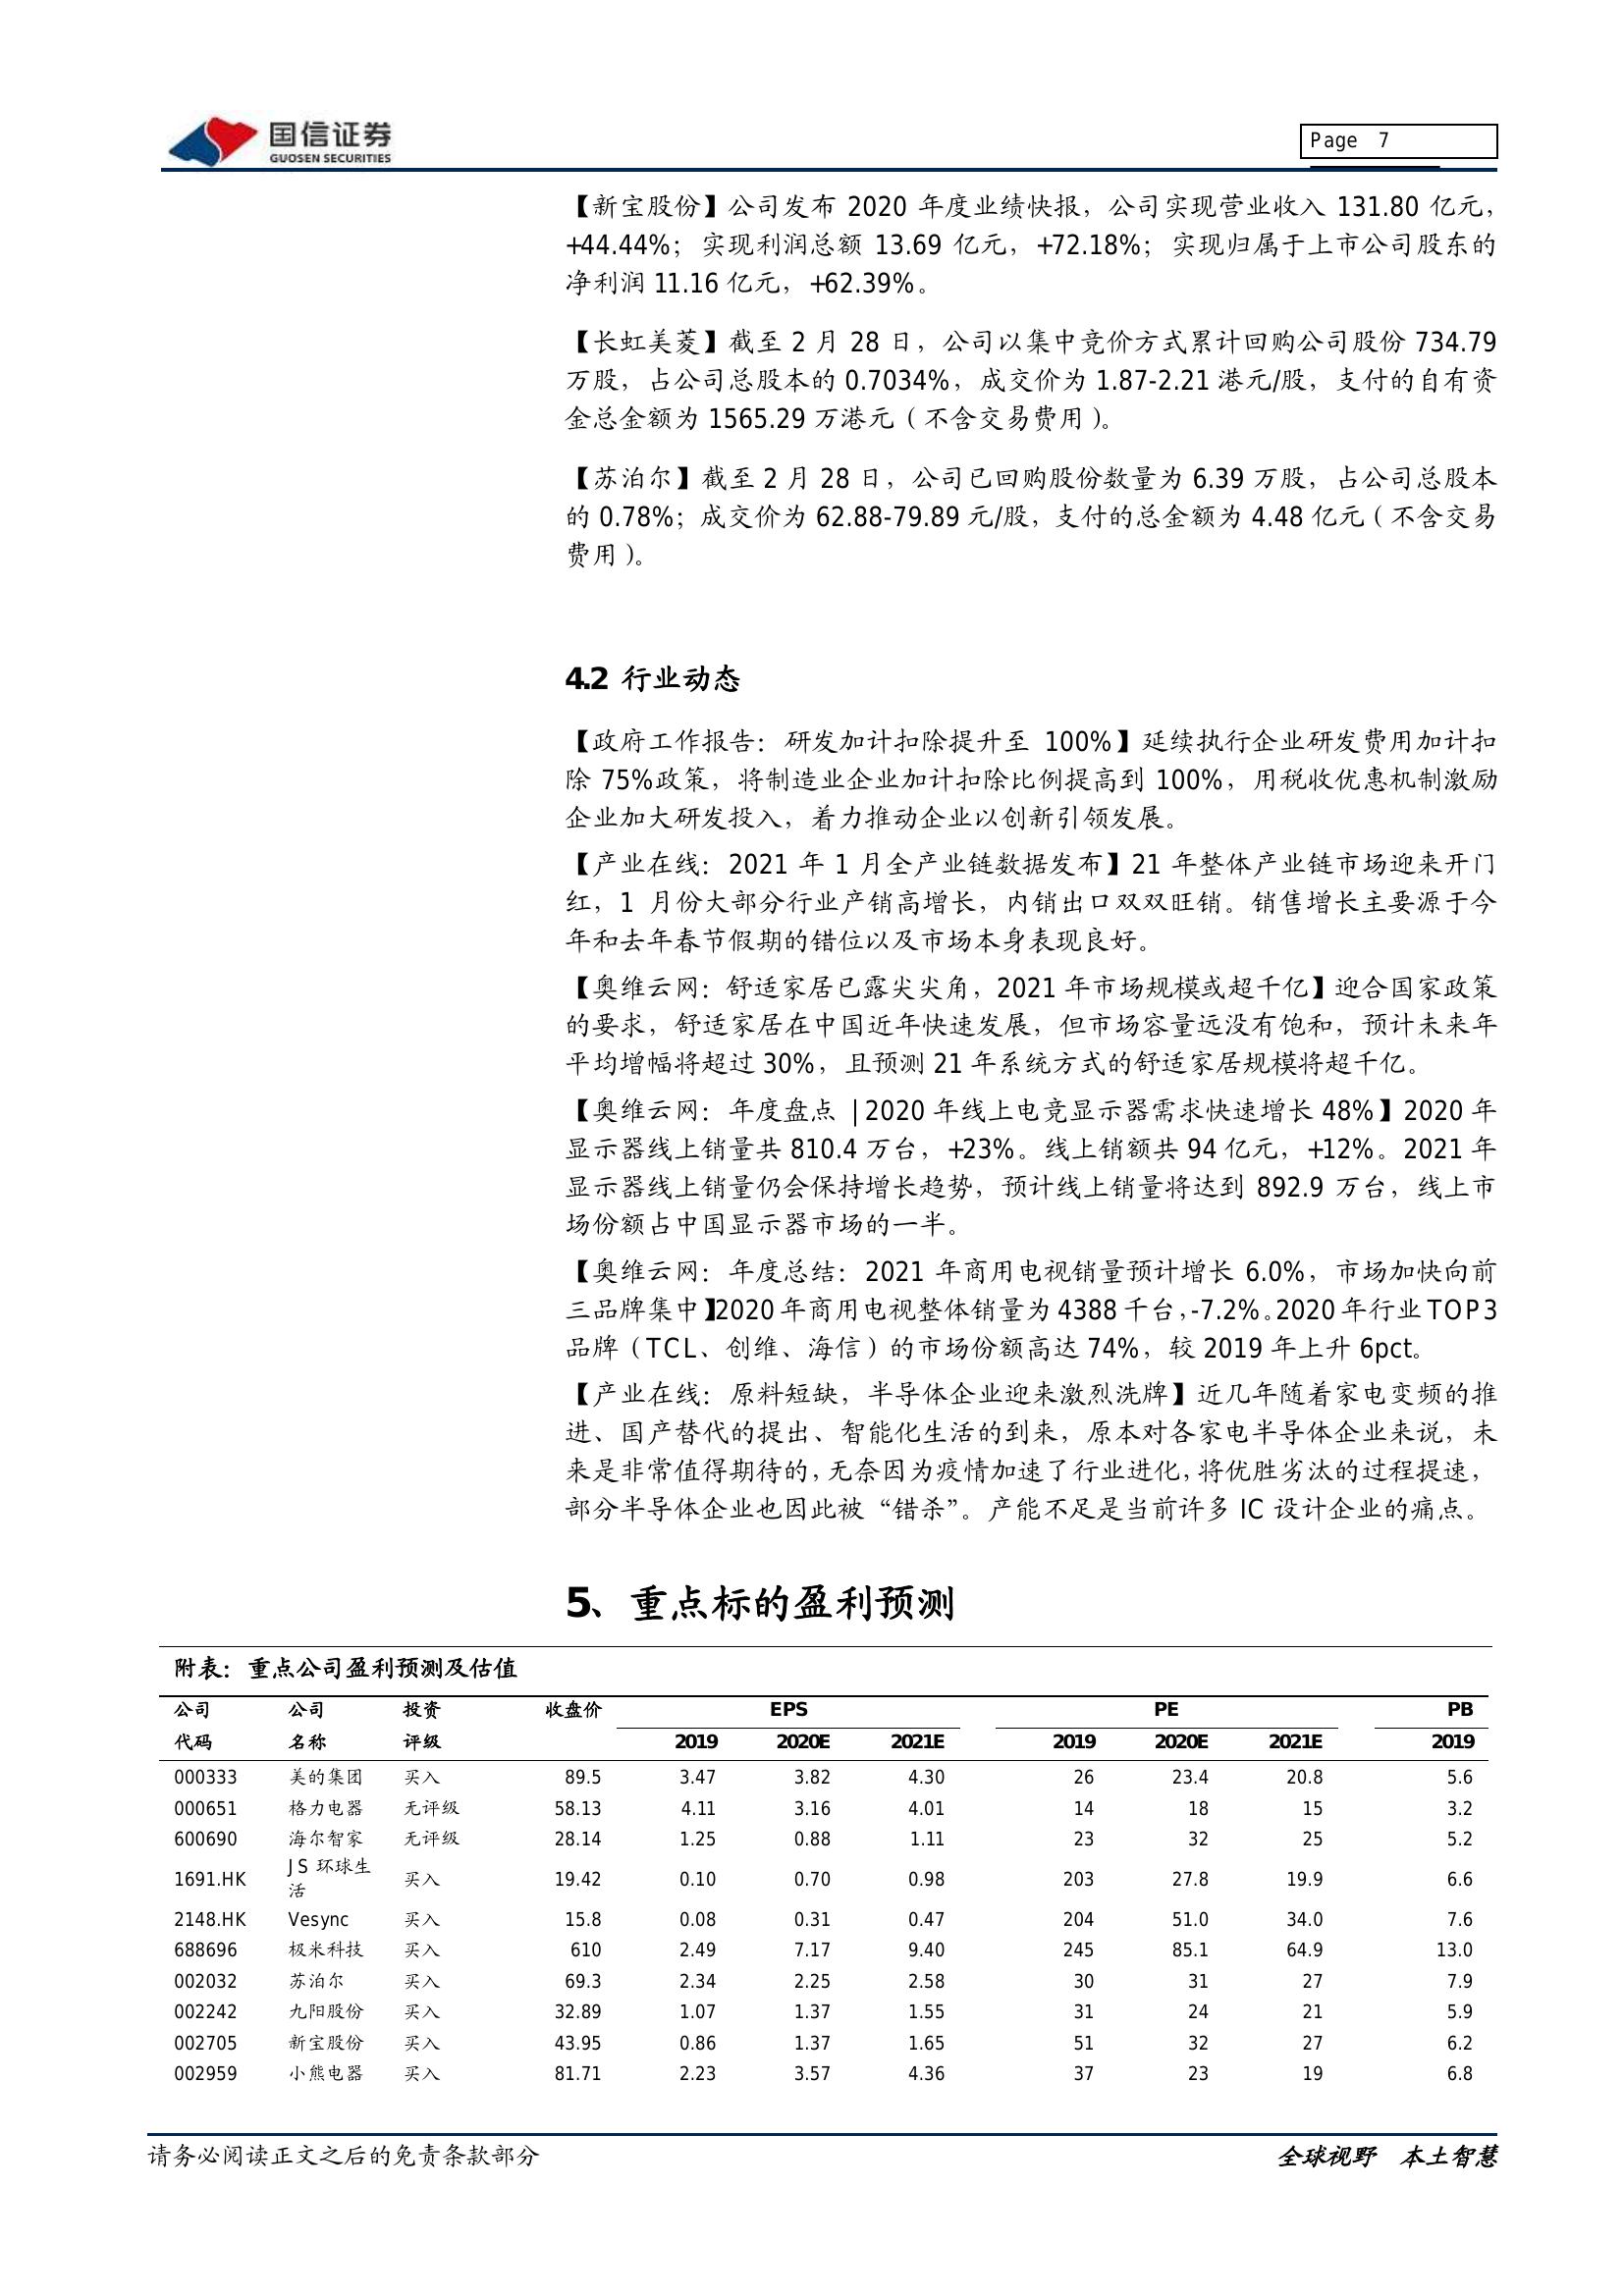 国信证券
GUOSEN SECURITIES
Page 7
【新宝股份】公司发布 2020 年度业绩快报，公司实现营业收入 131.80 亿元，
+44.44%；实现利润总额 13.69 亿元，+72.18%；实现归属于上市公司股东的
净利润 11.16 亿元，+62.39%。
【长虹美菱】截至 2 月 28 日，公司以集中竞价方式累计回购公司股份 734.79
万股，占公司总股本的 0.7034%，成交价为 1.87-2.21 港元/股，支付的自有资
金总金额为 1565.29 万港元（不含交易费用）。
【苏泊尔】截至 2 月 28 日，公司已回购股份数量为 6.39 万股，占公司总股本
的 0.78%；成交价为 62.88-79.89 元/股，支付的总金额为 4.48 亿元（不含交易
费用）。
4.2 行业动态
【政府工作报告：研发加计扣除提升至 100%】延续执行企业研发费用加计扣
除 75%政策，将制造业企业加计扣除比例提高到 100%，用税收优惠机制激励
企业加大研发投入，着力推动企业以创新引领发展。
【产业在线：2021 年 1 月全产业链数据发布】21 年整体产业链市场迎来开门
红，1 月份大部分行业产销高增长，内销出口双双旺销。销售增长主要源于今
年和去年春节假期的错位以及市场本身表现良好。
【奥维云网：舒适家居已露尖尖角，2021 年市场规模或超千亿】迎合国家政策
的要求，舒适家居在中国近年快速发展，但市场容量远没有饱和，预计未来年
平均增幅将超过 30%，且预测 21 年系统方式的舒适家居规模将超千亿。
【奥维云网：年度盘点 |2020 年线上电竞显示器需求快速增长 48%】2020 年
显示器线上销量共 810.4 万台，+23%。线上销额共 94 亿元，+12%。2021 年
显示器线上销量仍会保持增长趋势，预计线上销量将达到 892.9 万台，线上市
场份额占中国显示器市场的一半。
【奥维云网：年度总结：2021 年商用电视销量预计增长 6.0%，市场加快向前
三品牌集中】2020 年商用电视整体销量为 4388 千台，-7.2%。2020 年行业 TOP3
品牌（TCL、创维、海信）的市场份额高达 74%，较 2019 年上升 6pct。
【产业在线：原料短缺，半导体企业迎来激烈洗牌】近几年随着家电变频的推
进、国产替代的提出、智能化生活的到来，原本对各家电半导体企业来说，未
来是非常值得期待的，无奈因为疫情加速了行业进化，将优胜劣汰的过程提速，
部分半导体企业也因此被“错杀”。产能不足是当前许多 IC 设计企业的痛点。
5、重点标的盈利预测
附表：重点公司盈利预测及估值
公司 公司 投资 收盘价 EPS PE PB
代码 名称 评级 2019 2020E 2021E 2019 2020E 2021E 2019
000333 美的集团 买入 89.5 3.47 3.82 4.30 26 23.4 20.8 5.6
000651 格力电器 无评级 58.13 4.11 3.16 4.01 14 18 15 3.2
600690 海尔智家 无评级 28.14 1.25 0.88 1.11 23 32 25 5.2
JS 环球生
1691.HK 买入 19.42 0.10 0.70 0.98 203 27.8 19.9 6.6
活
2148.HK Vesync 买入 15.8 0.08 0.31 0.47 204 51.0 34.0 7.6
688696 极米科技 买入 610 2.49 7.17 9.40 245 85.1 64.9 13.0
002032 苏泊尔 买入 69.3 2.34 2.25 2.58 30 31 27 7.9
002242 九阳股份 买入 32.89 1.07 1.37 1.55 31 24 21 5.9
002705 新宝股份 买入 43.95 0.86 1.37 1.65 51 32 27 6.2
002959 小熊电器 买入 81.71 2.23 3.57 4.36 37 23 19 6.8
请务必阅读正文之后的免责条款部分 全球视野 本土智慧